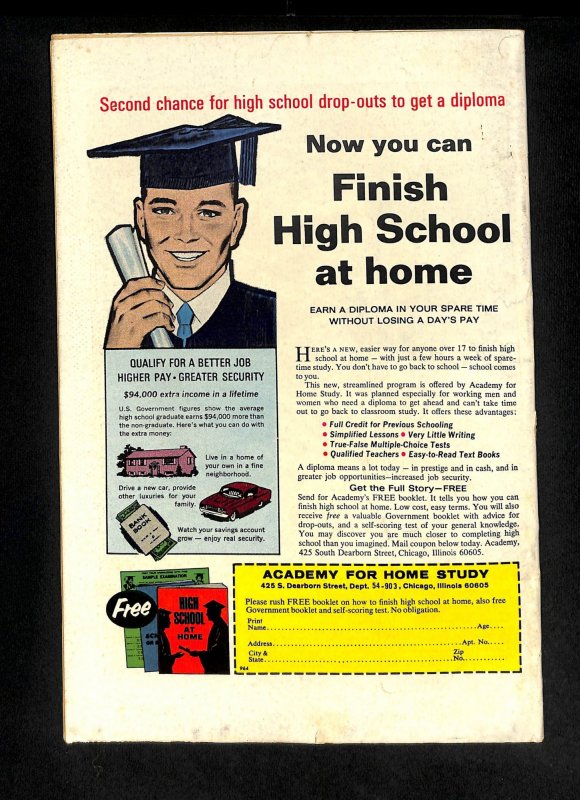 Second chance for high school drop-outs to get a diploma
Now you can
Finish
High School
at home
EARN A DIPLOMA IN YOUR SPARE TIME
WITHOUT LOSING A DAY'S PAY
HERE'S A NEW, easier way for anyone over 17 to finish high
school at home — with just a few hours a week of spare-
time study. You don't have to go back to school — school comes
to you.
This new, streamlined program is offered by Academy for
Home Study. It was planned especially for working men and
women who need a diploma to get ahead and can't take time
out to go back to classroom study. It offers these advantages:
• Full Credit for Previous Schooling
• Simplified Lessons • Very Little Writing
• True-False Multiple-Choice Tests
• Qualified Teachers • Easy-to-Read Text Books
A diploma means a lot today — in prestige and in cash, and in
greater job opportunities—increased job security.
Get the Full Story—FREE
Send for Academy's FREE booklet. It tells you how you can
finish high school at home. Low cost, easy terms. You will also
receive free a valuable Government booklet with advice for
drop-outs, and a self-scoring test of your general knowledge.
You may discover you are much closer to completing high
school than you imagined. Mail coupon below today. Academy,
425 South Dearborn Street, Chicago, Illinois 60605.
QUALIFY FOR A BETTER JOB
HIGHER PAY • GREATER SECURITY
$94,000 extra income in a lifetime
U.S. Government figures show the average
high school graduate earns $94,000 more than
the non-graduate. Here's what you can do with
the extra money:
Live in a home of
your own in a fine
neighborhood.
Drive a new car, provide
other luxuries for your
family.
BANK
BOOK
Watch your savings account
grow — enjoy real security.
Free
SAMPLE EXAMINATION
HIGH
SCHOOL
AT
HOME
ACADEMY FOR HOME STUDY
425 S. Dearborn Street, Dept. 54-903, Chicago, Illinois 60605
Please rush FREE booklet on how to finish high school at home, also free
Government booklet and self-scoring test. No obligation.
Print
Name Age
Address Apt. No.
City & Zip
State No.
964